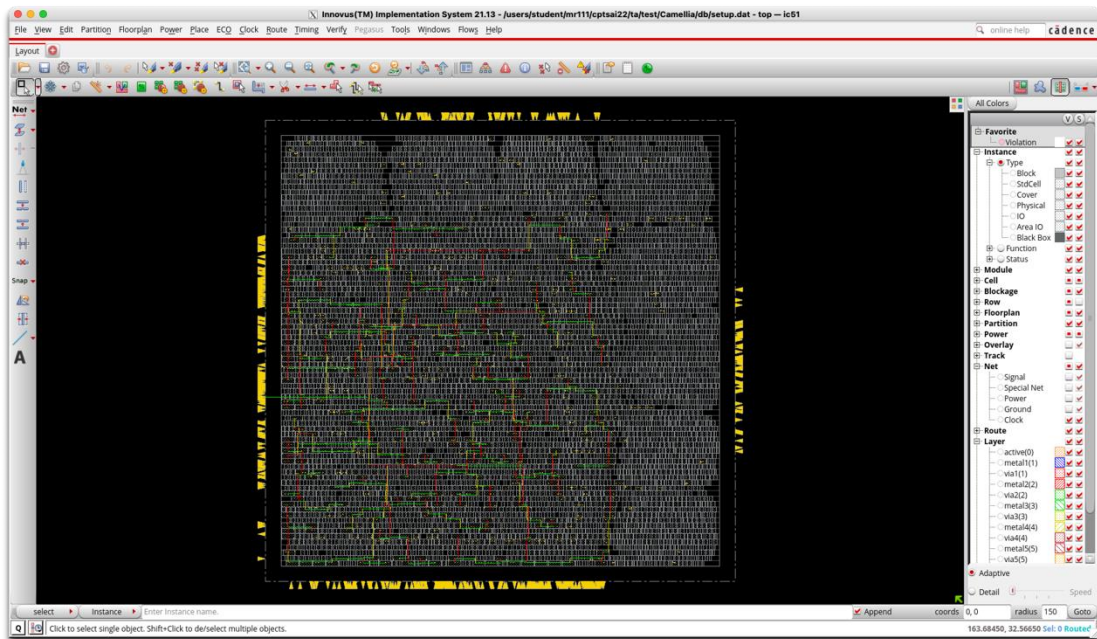 Innovus(TM) Implementation System 21.13 - /users/student/mr111/cptsai22/ta/test/Camellia/db/setup.dat - top — ic51
File View Edit Partition Floorplan Power Place ECO Clock Route Timing Verify Pegasus Tools Windows Flows Help
online help cādence
Layout
All Colors
V S
Net
Favorite
Violation
Instance
Type
Block
StdCell
Cover
Physical
IO
Area IO
Black Box
Function
Status
Module
Cell
Blockage
Row
Floorplan
Partition
Power
Overlay
Track
Net
Signal
Special Net
Power
Ground
Clock
Route
Layer
active(0)
metal1(1)
via1(1)
metal2(2)
via2(2)
metal3(3)
via3(3)
metal4(4)
via4(4)
metal5(5)
via5(5)
Snap
A
Adaptive
Detail Speed
select Instance Enter Instance name. Append coords 0, 0 radius 150 Goto
Q Click to select single object. Shift+Click to de/select multiple objects. 163.68450, 32.56650 Sel: 0 Routed